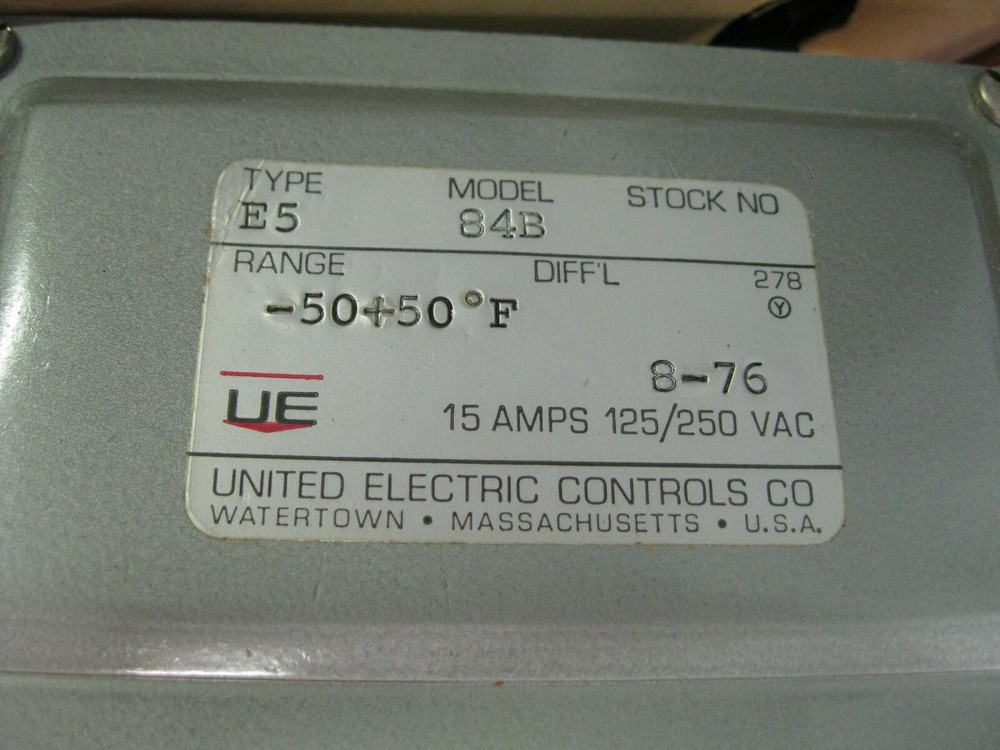 TYPE MODEL STOCK NO
E5 84B
RANGE DIFF'L 278
-50+50°F Ⓨ
8-76
UE 15 AMPS 125/250 VAC
UNITED ELECTRIC CONTROLS CO
WATERTOWN • MASSACHUSETTS • U.S.A.